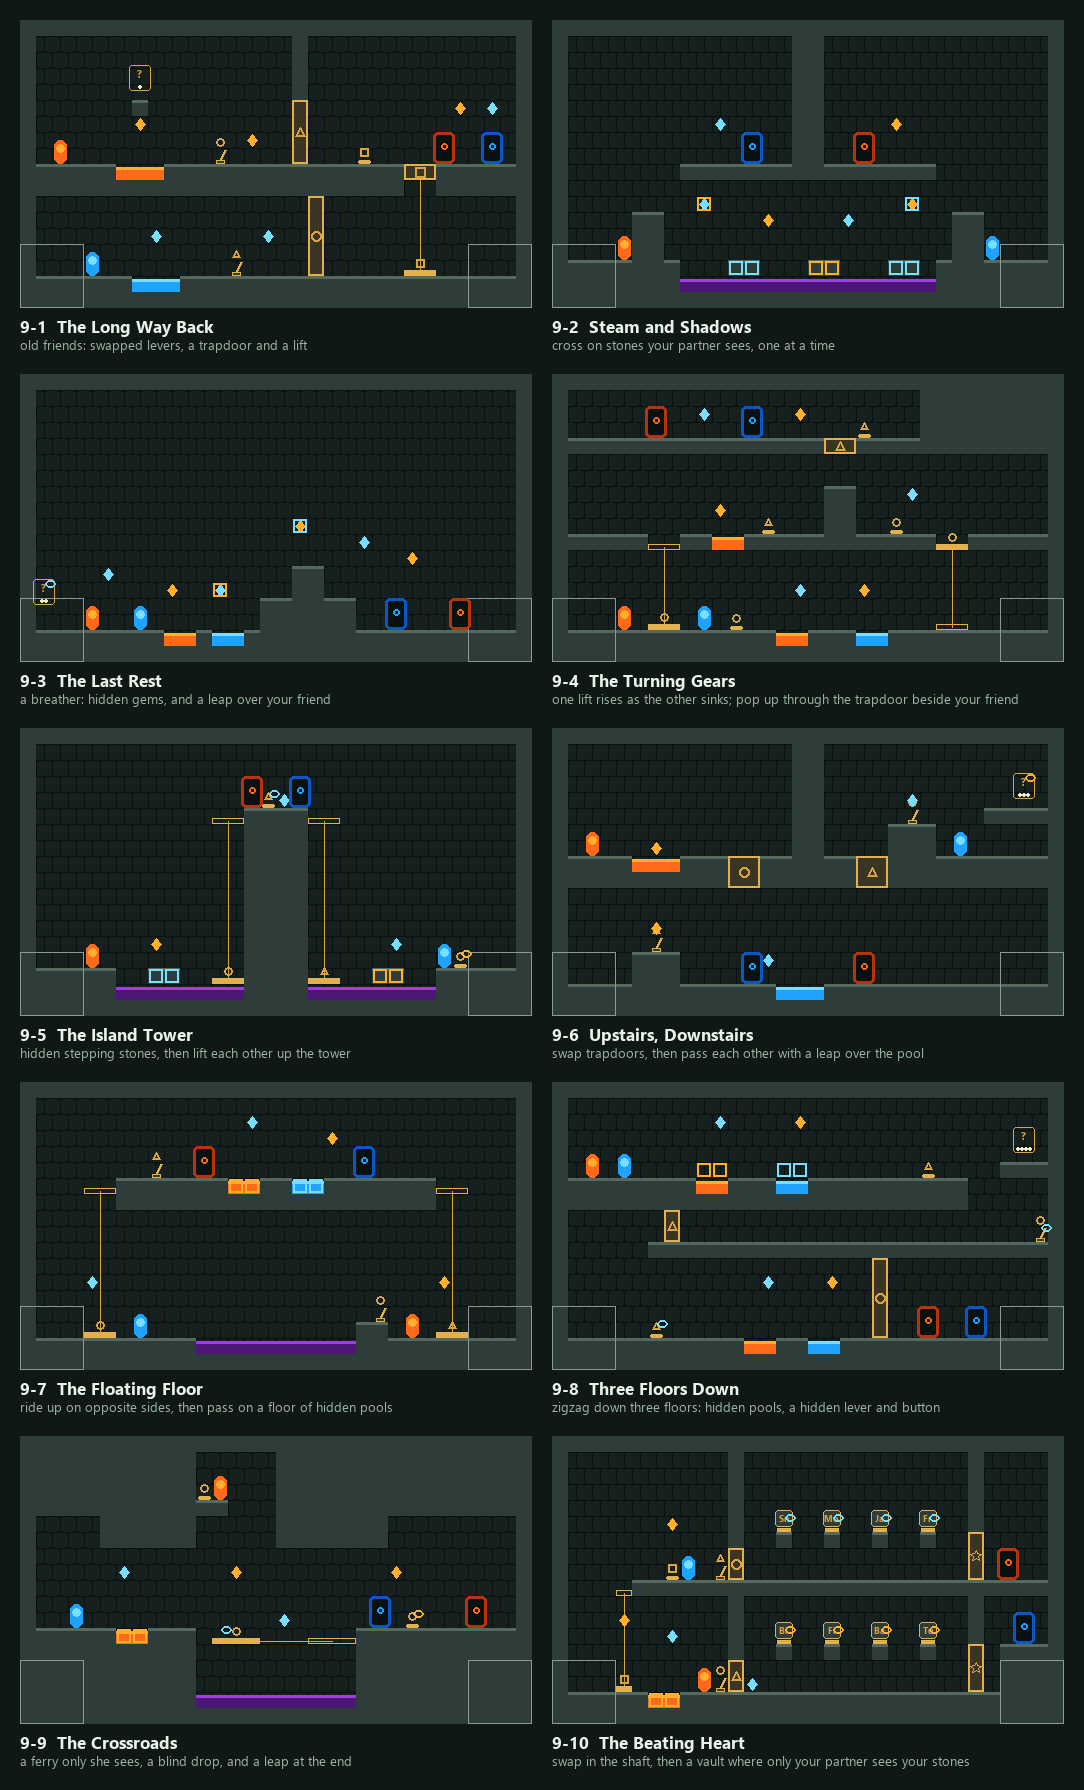 ?
9-1 The Long Way Back
old friends: swapped levers, a trapdoor and a lift
9-2 Steam and Shadows
cross on stones your partner sees, one at a time
?
9-3 The Last Rest
a breather: hidden gems, and a leap over your friend
9-4 The Turning Gears
one lift rises as the other sinks; pop up through the trapdoor beside your friend
9-5 The Island Tower
hidden stepping stones, then lift each other up the tower
?
9-6 Upstairs, Downstairs
swap trapdoors, then pass each other with a leap over the pool
9-7 The Floating Floor
ride up on opposite sides, then pass on a floor of hidden pools
?
9-8 Three Floors Down
zigzag down three floors: hidden pools, a hidden lever and button
9-9 The Crossroads
a ferry only she sees, a blind drop, and a leap at the end
9-10 The Beating Heart
swap in the shaft, then a vault where only your partner sees your stones